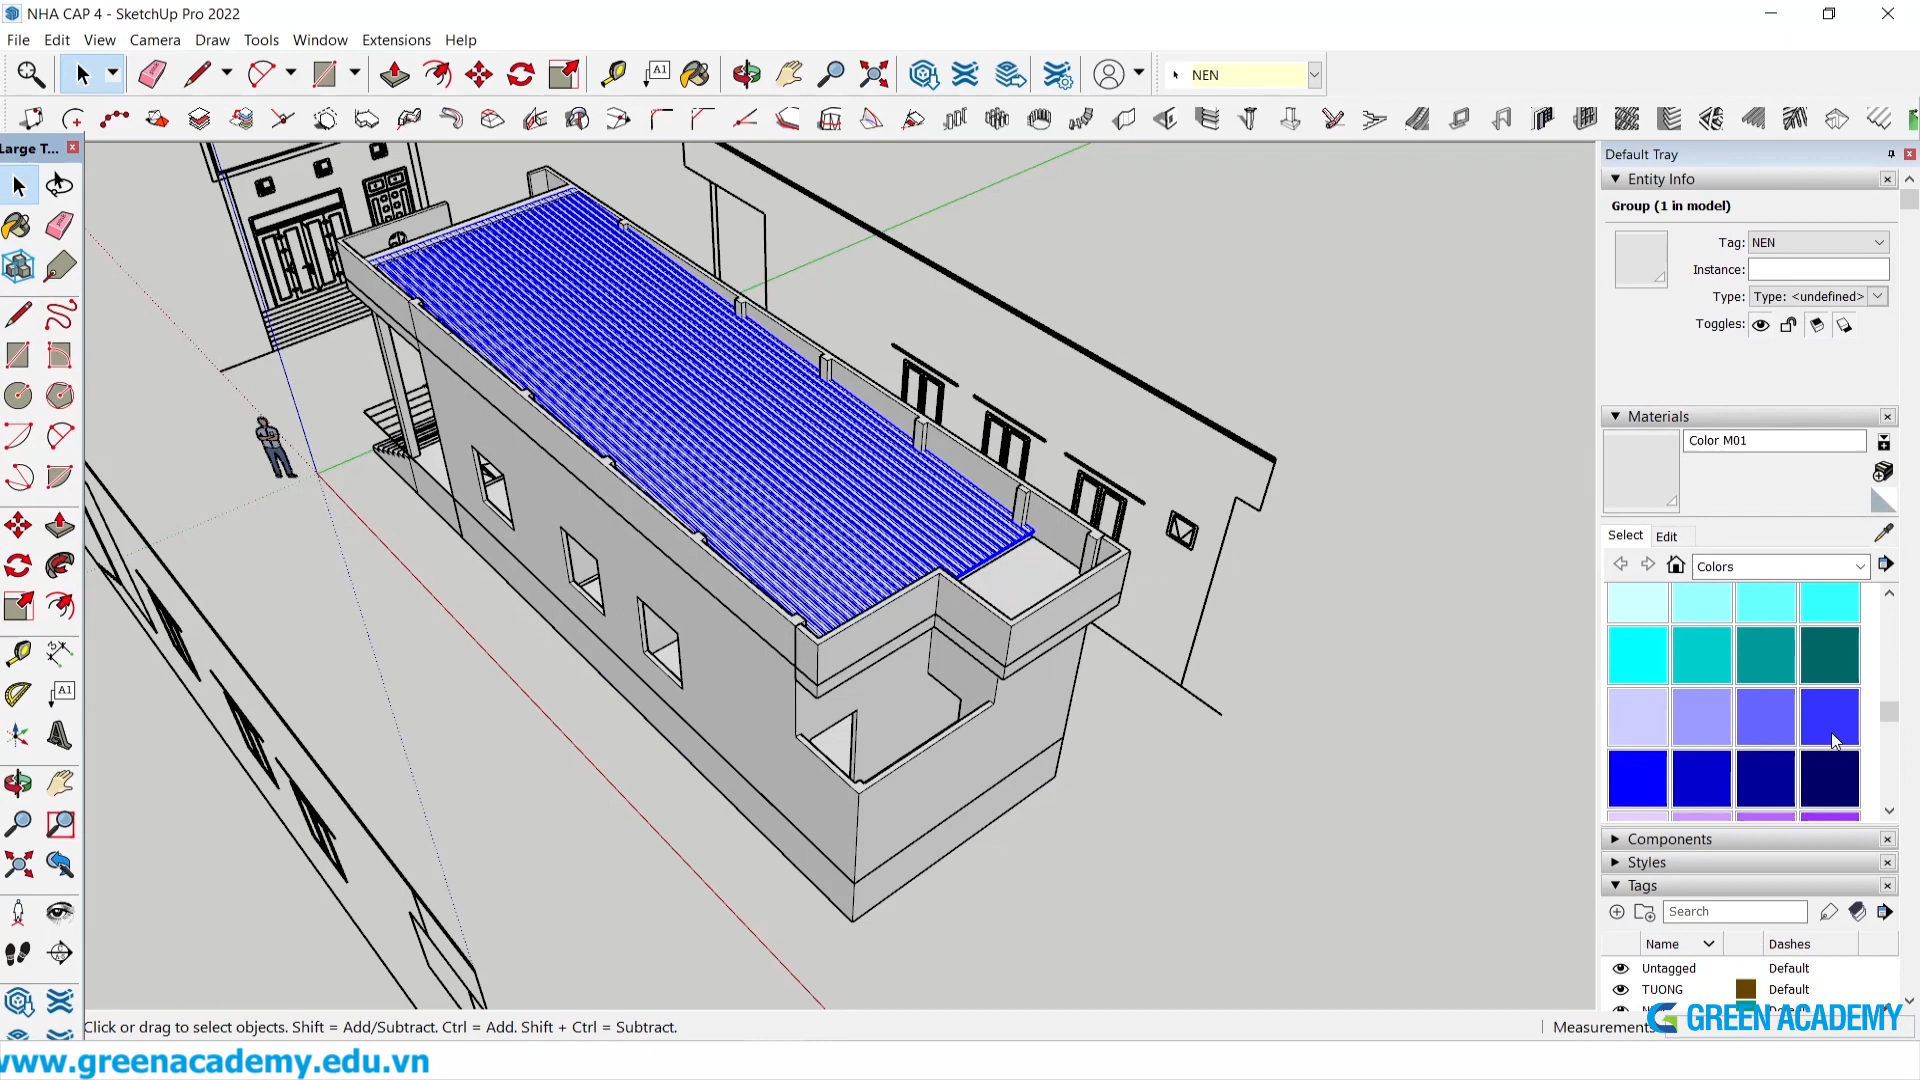 NHA CAP 4 - SketchUp Pro 2022
File Edit View Camera Draw Tools Window Extensions Help
A1
NEN
Large T...
Default Tray
Entity Info
Group (1 in model)
Tag: NEN
Instance:
Type: Type: <undefined>
Toggles:
Materials
Color M01
Select Edit
Colors
A1
Components
Styles
Tags
Search
Name Dashes
Untagged Default
TUONG Default
Click or drag to select objects. Shift = Add/Subtract. Ctrl = Add. Shift + Ctrl = Subtract.
Measurements
GREEN ACADEMY
www.greenacademy.edu.vn